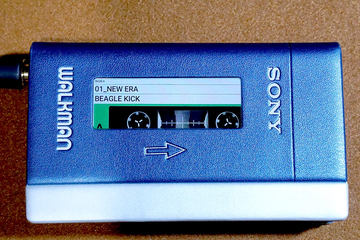 WALKMAN
01_NEW ERA
BEAGLE KICK
A
SONY